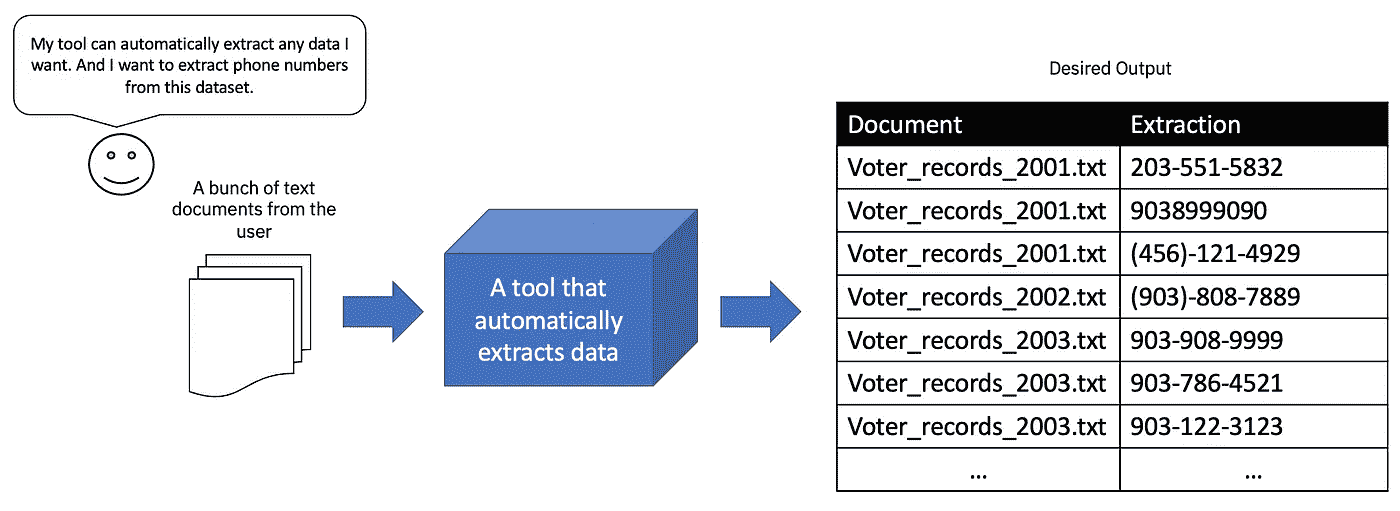 My tool can automatically extract any data I
want. And I want to extract phone numbers
from this dataset.
A bunch of text
documents from the
user
A tool that
automatically
extracts data
Desired Output
Document Extraction
Voter_records_2001.txt 203-551-5832
Voter_records_2001.txt 9038999090
Voter_records_2001.txt (456)-121-4929
Voter_records_2002.txt (903)-808-7889
Voter_records_2003.txt 903-908-9999
Voter_records_2003.txt 903-786-4521
Voter_records_2003.txt 903-122-3123
... ...